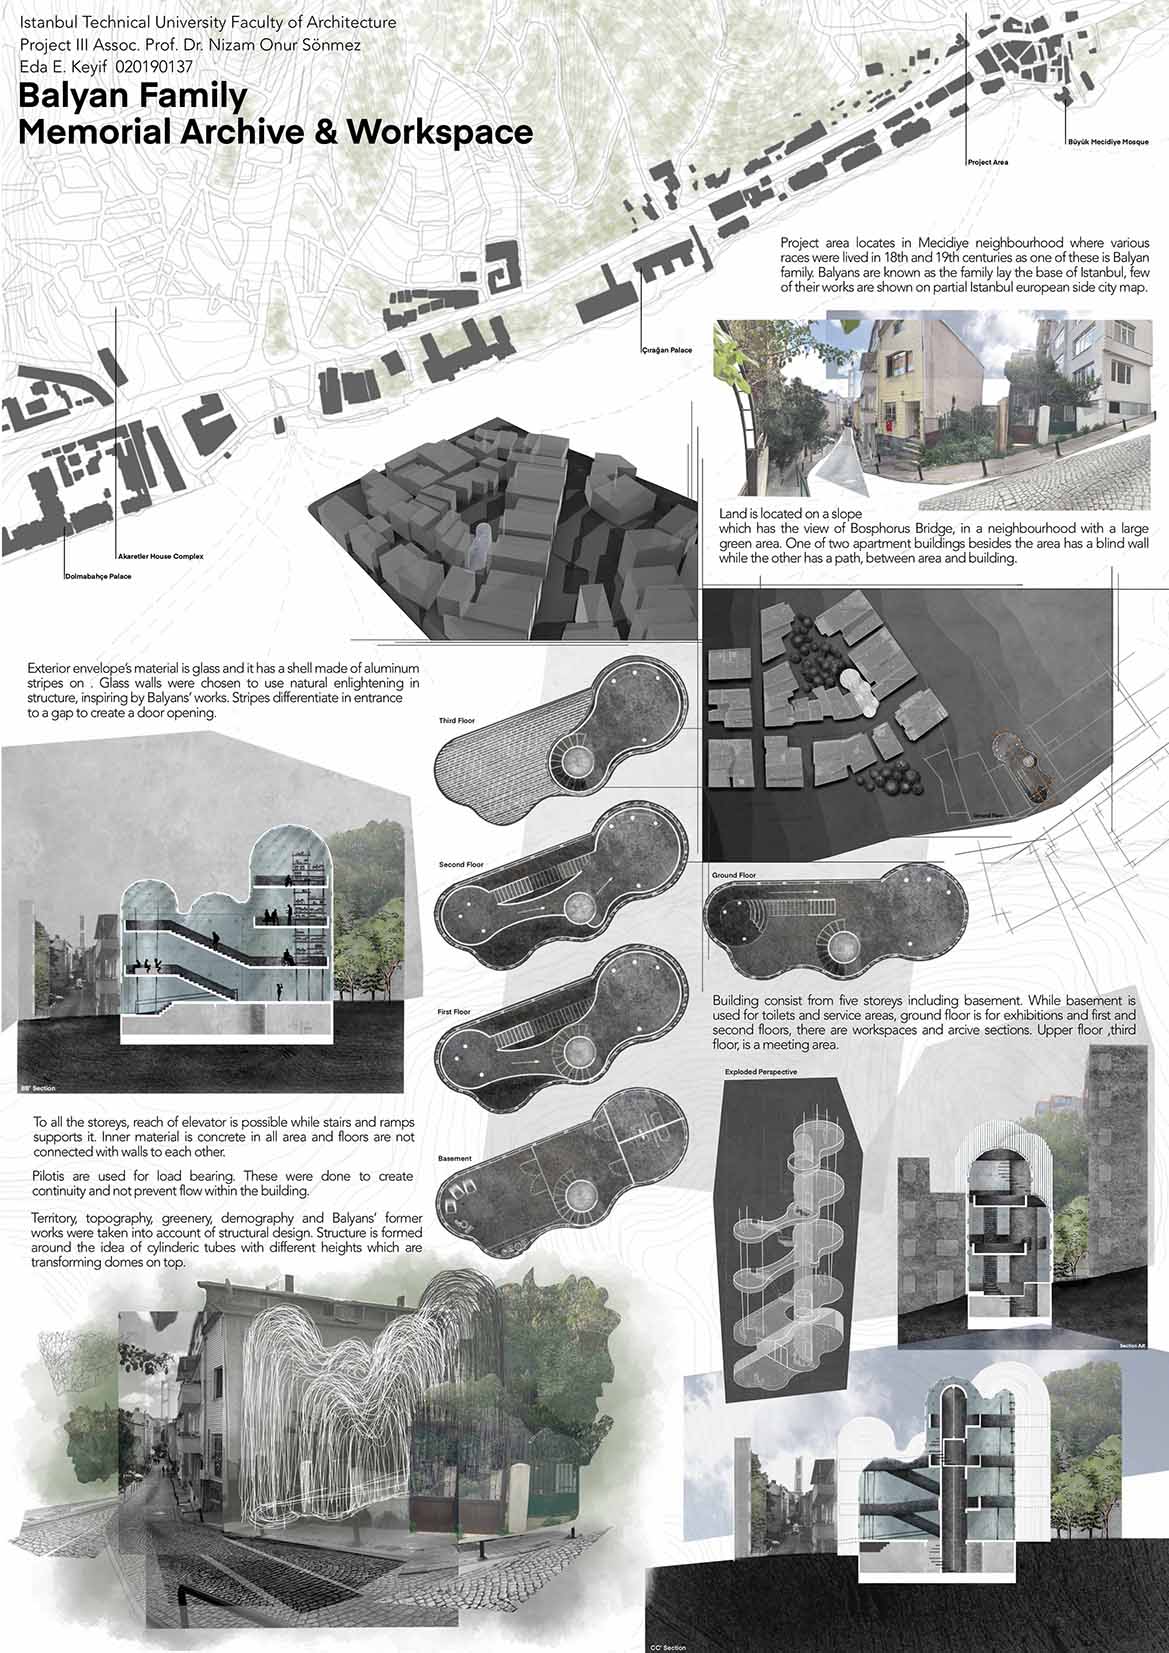 Istanbul Technical University Faculty of Architecture
Project III Assoc. Prof. Dr. Nizam Onur Sönmez
Eda E. Keyif 020190137
Balyan Family
Memorial Archive & Workspace
Büyük Mecidiye Mosque
Project Area
Project area locates in Mecidiye neighbourhood where various
races were lived in 18th and 19th centuries as one of these is Balyan
family. Balyans are known as the family lay the base of Istanbul, few
of their works are shown on partial Istanbul european side city map.
Çırağan Palace
Akaretler House Complex
Dolmabahçe Palace
Land is located on a slope
which has the view of Bosphorus Bridge, in a neighbourhood with a large
green area. One of two apartment buildings besides the area has a blind wall
while the other has a path, between area and building.
Exterior envelope's material is glass and it has a shell made of aluminum
stripes on . Glass walls were chosen to use natural enlightening in
structure, inspiring by Balyans' works. Stripes differentiate in entrance
to a gap to create a door opening.
Third Floor
Second Floor
First Floor
Basement
Ground Floor
Ground Floor
Building consist from five storeys including basement. While basement is
used for toilets and service areas, ground floor is for exhibitions and first and
second floors, there are workspaces and arcive sections. Upper floor ,third
floor, is a meeting area.
BB' Section
To all the storeys, reach of elevator is possible while stairs and ramps
supports it. Inner material is concrete in all area and floors are not
connected with walls to each other.
Pilotis are used for load bearing. These were done to create
continuity and not prevent flow within the building.
Territory, topography, greenery, demography and Balyans' former
works were taken into account of structural design. Structure is formed
around the idea of cylinderic tubes with different heights which are
transforming domes on top.
Exploded Perspective
Section AA'
CC' Section